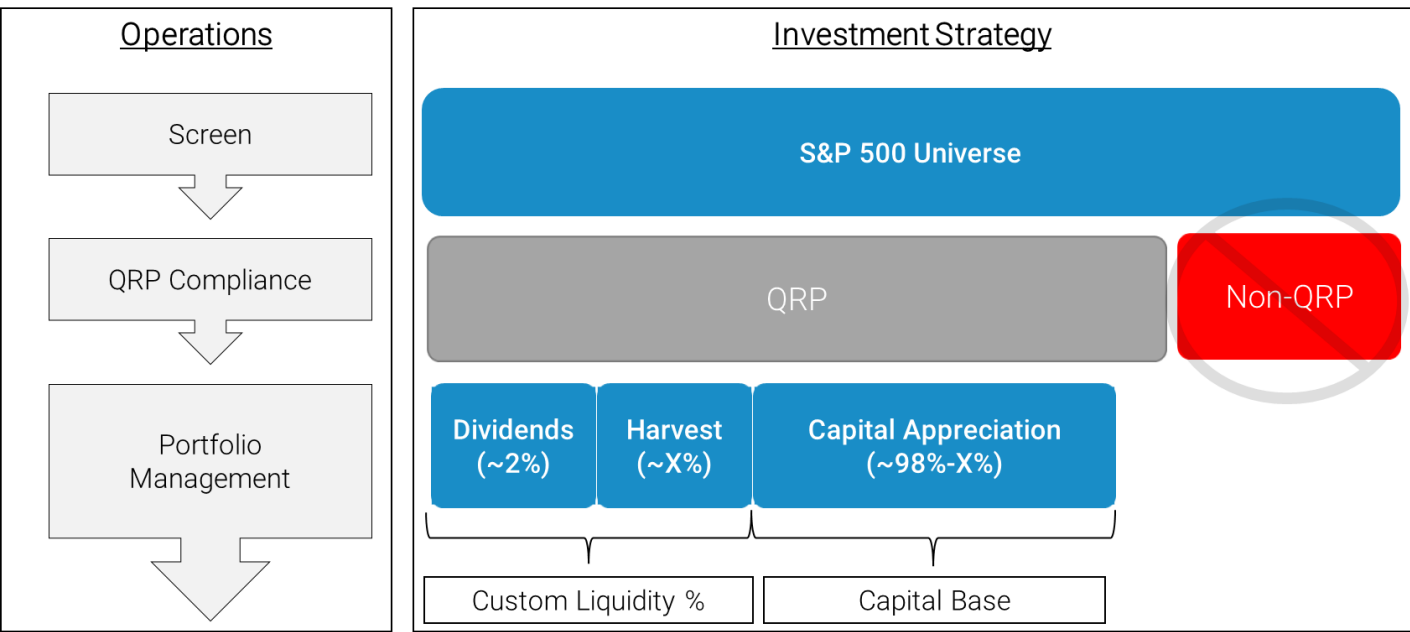 Operations
Screen
QRP Compliance
Portfolio
Management
Investment Strategy
S&P 500 Universe
QRP
Non-QRP
Dividends
(~2%)
Harvest
(~X%)
Capital Appreciation
(~98%-X%)
Custom Liquidity %
Capital Base